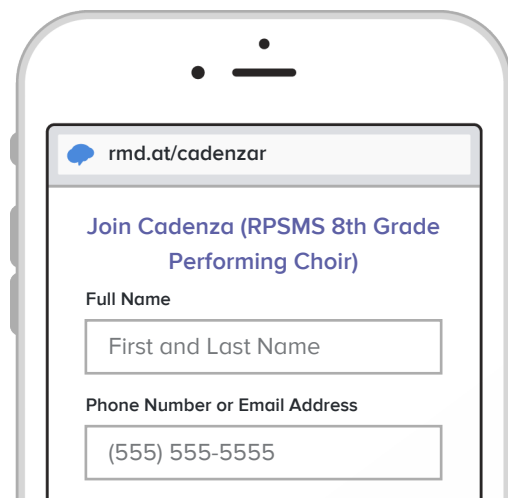 rmd.at/cadenzar
Join Cadenza (RPSMS 8th Grade
Performing Choir)
Full Name
First and Last Name
Phone Number or Email Address
(555) 555-5555